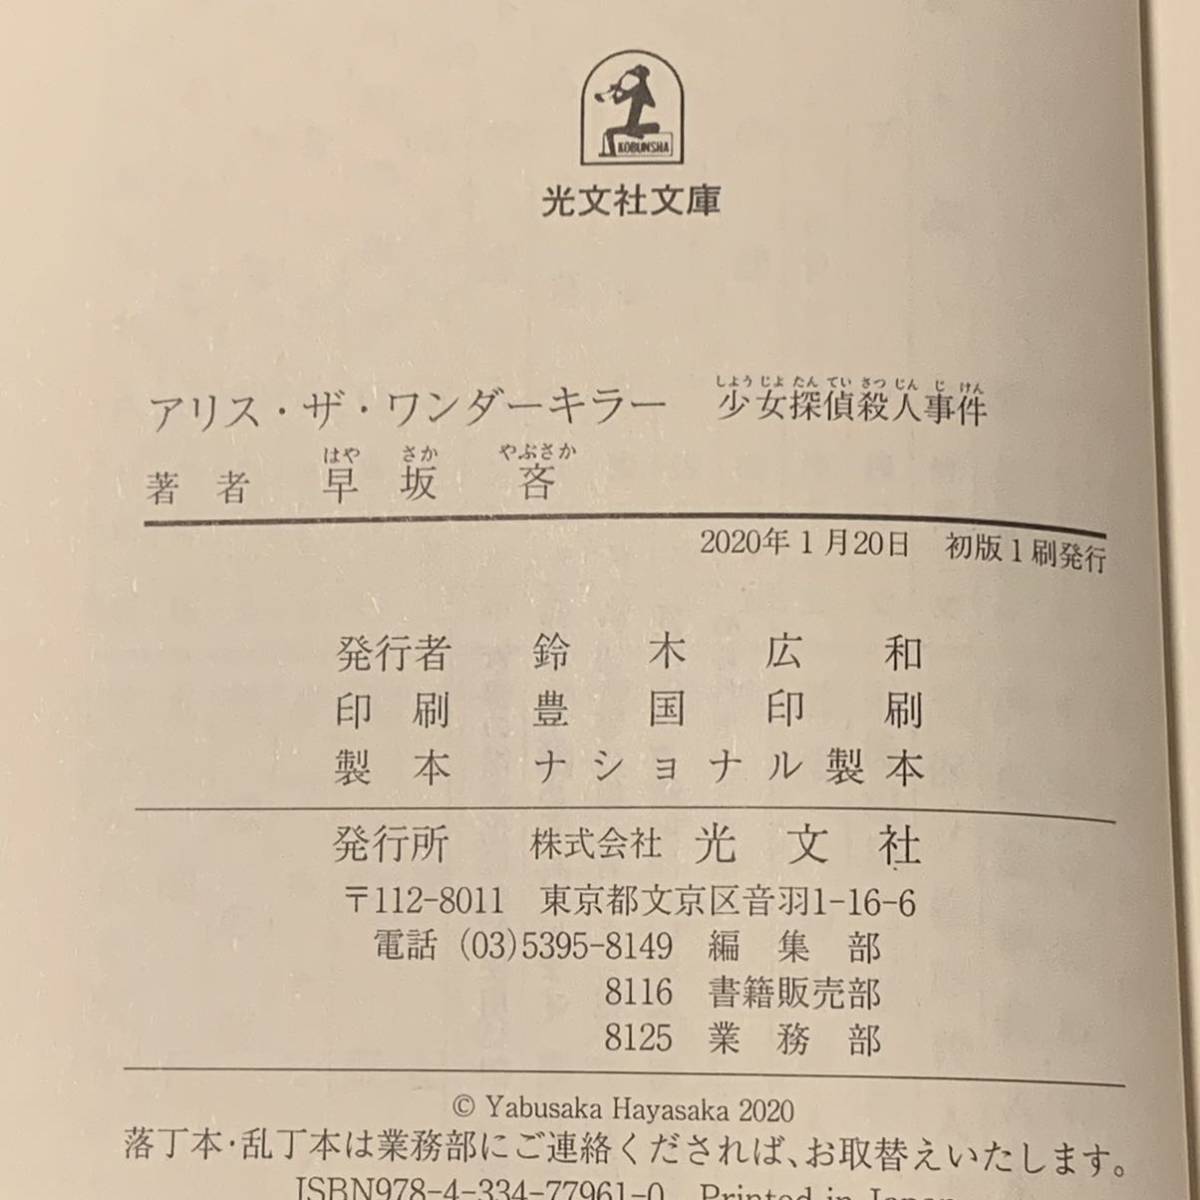 KOBUNSHA
光文社文庫
アリス・ザ・ワンダーキラー 少女探偵殺人事件
しょうじょたんていさつじんじけん
はや さか やぶさか
著者 早坂 吝
2020年1月20日 初版1刷発行
発行者 鈴木広和
印刷 豊国印刷
製本 ナショナル製本
発行所 株式会社 光文社
〒112-8011 東京都文京区音羽1-16-6
電話 (03)5395-8149 編集部
8116 書籍販売部
8125 業務部
© Yabusaka Hayasaka 2020
落丁本・乱丁本は業務部にご連絡くだされば、お取替えいたします。
ISBN978-4-334-77961-0 Printed in Japan